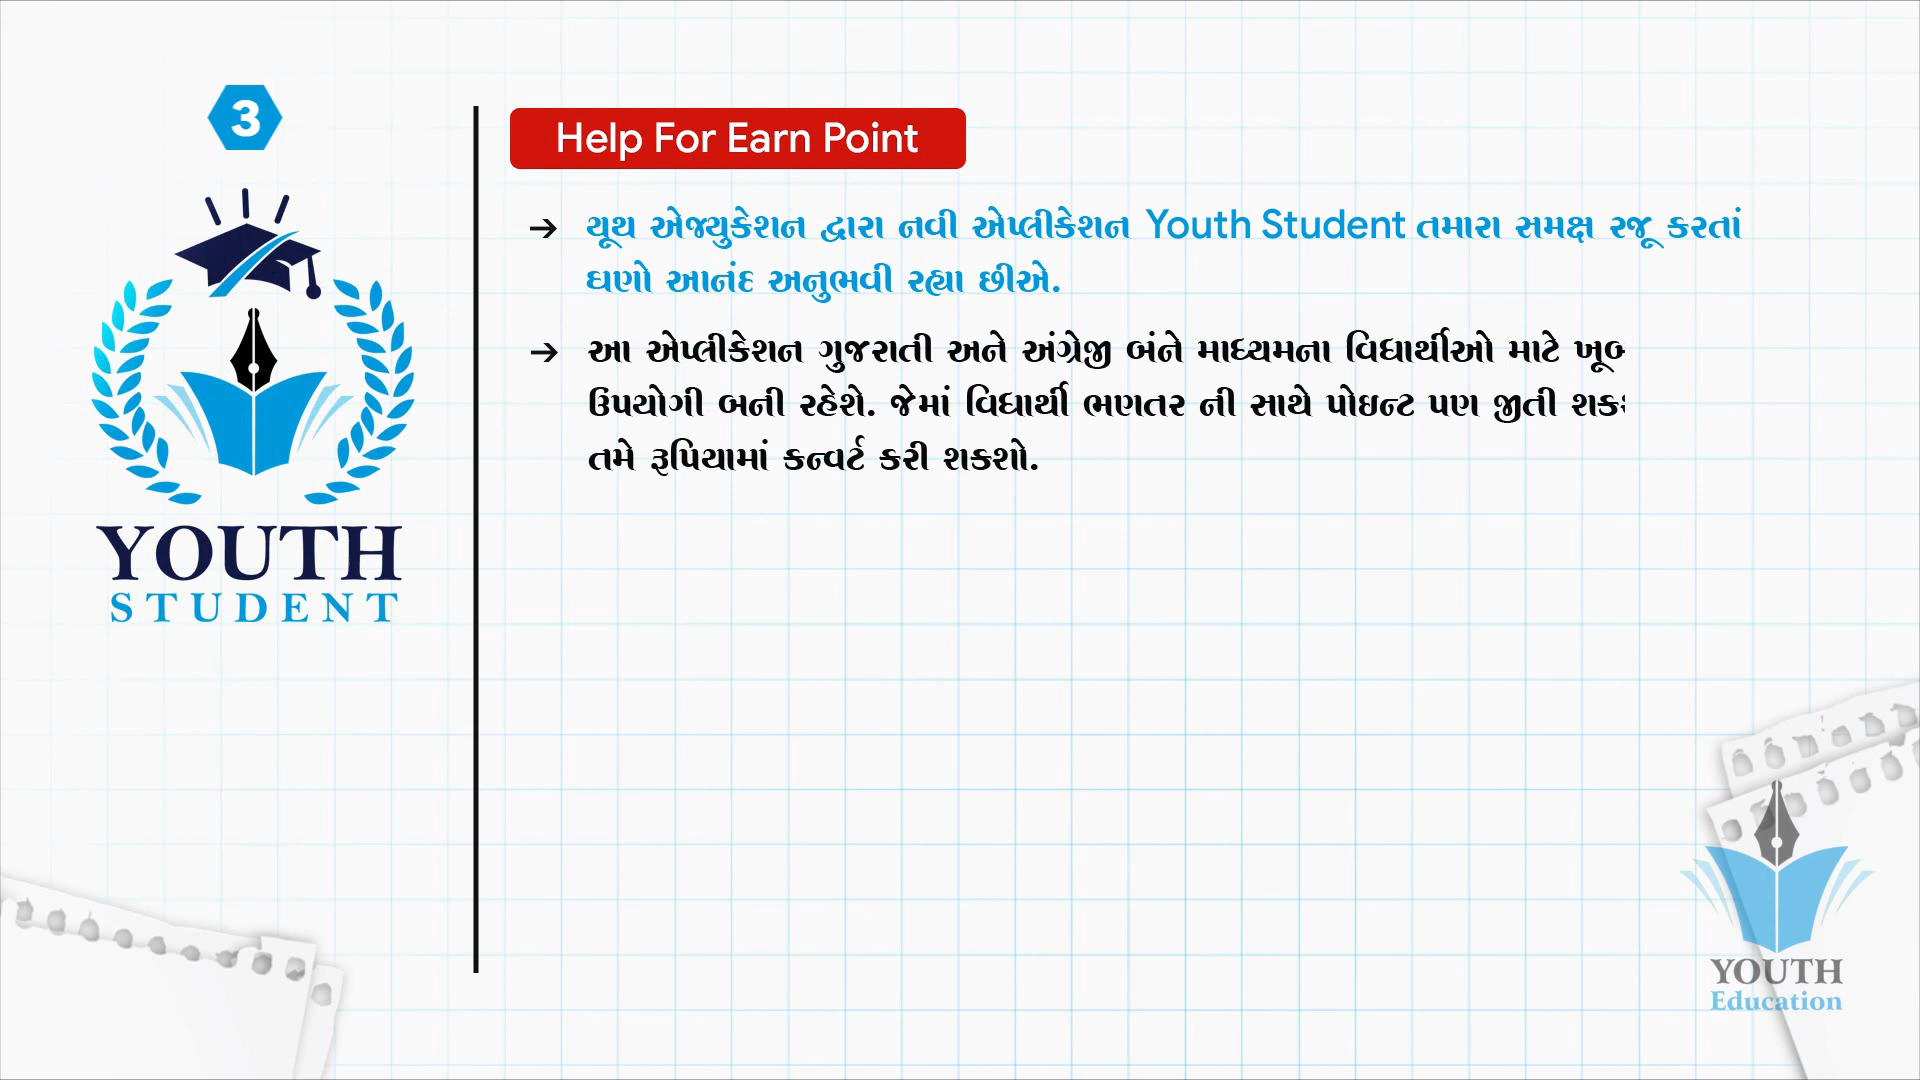 3
YOUTH
STUDENT
Help For Earn Point
→ યૂથ એજ્યુકેશન દ્વારા નવી એપ્લીકેશન Youth Student તમારા સમક્ષ રજૂ કરતાં
ઘણો આનંદ અનુભવી રહ્યા છીએ.
→ આ એપ્લીકેશન ગુજરાતી અને અંગ્રેજી બંને માધ્યમના વિદ્યાર્થીઓ માટે
ઉપયોગી બની રહેશે. જેમાં વિદ્યાર્થી ભણતર ની સાથે પોઇન્ટ પણ જીતી
તમે રૂપિયામાં કન્વર્ટ કરી શકશો.
YOUTH
Education